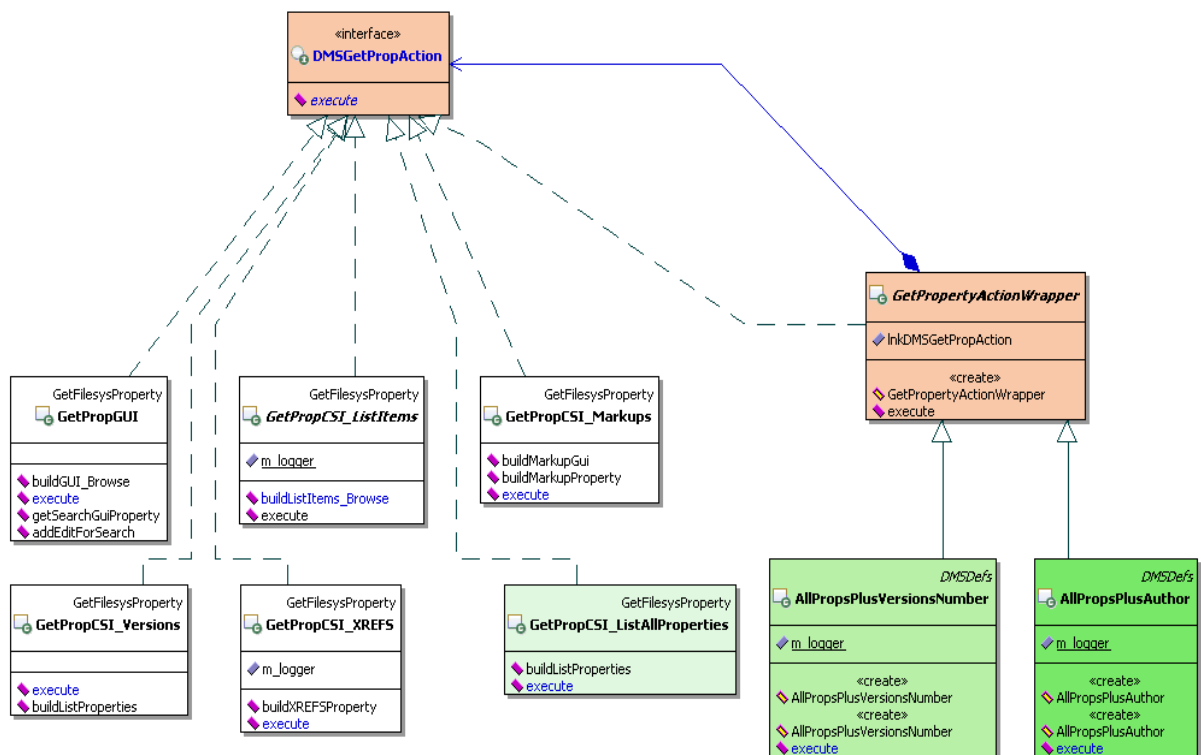 «interface»
DMSGetPropAction
execute
GetPropertyActionWrapper
lnkDMSGetPropAction
«create»
GetPropertyActionWrapper
execute
GetFilesysProperty
GetPropGUI
buildGUI_Browse
execute
getSearchGuiProperty
addEditForSearch
GetFilesysProperty
GetPropCSI_ListItems
m_logger
buildListItems_Browse
execute
GetFilesysProperty
GetPropCSI_Markups
buildMarkupGui
buildMarkupProperty
execute
GetFilesysProperty
GetPropCSI_Versions
execute
buildListProperties
GetFilesysProperty
GetPropCSI_XREFS
m_logger
buildXREFSProperty
execute
GetFilesysProperty
GetPropCSI_ListAllProperties
buildListProperties
execute
DMSDefs
AllPropsPlusVersionsNumber
m_logger
«create»
AllPropsPlusVersionsNumber
«create»
AllPropsPlusVersionsNumber
execute
DMSDefs
AllPropsPlusAuthor
m_logger
«create»
AllPropsPlusAuthor
«create»
AllPropsPlusAuthor
execute